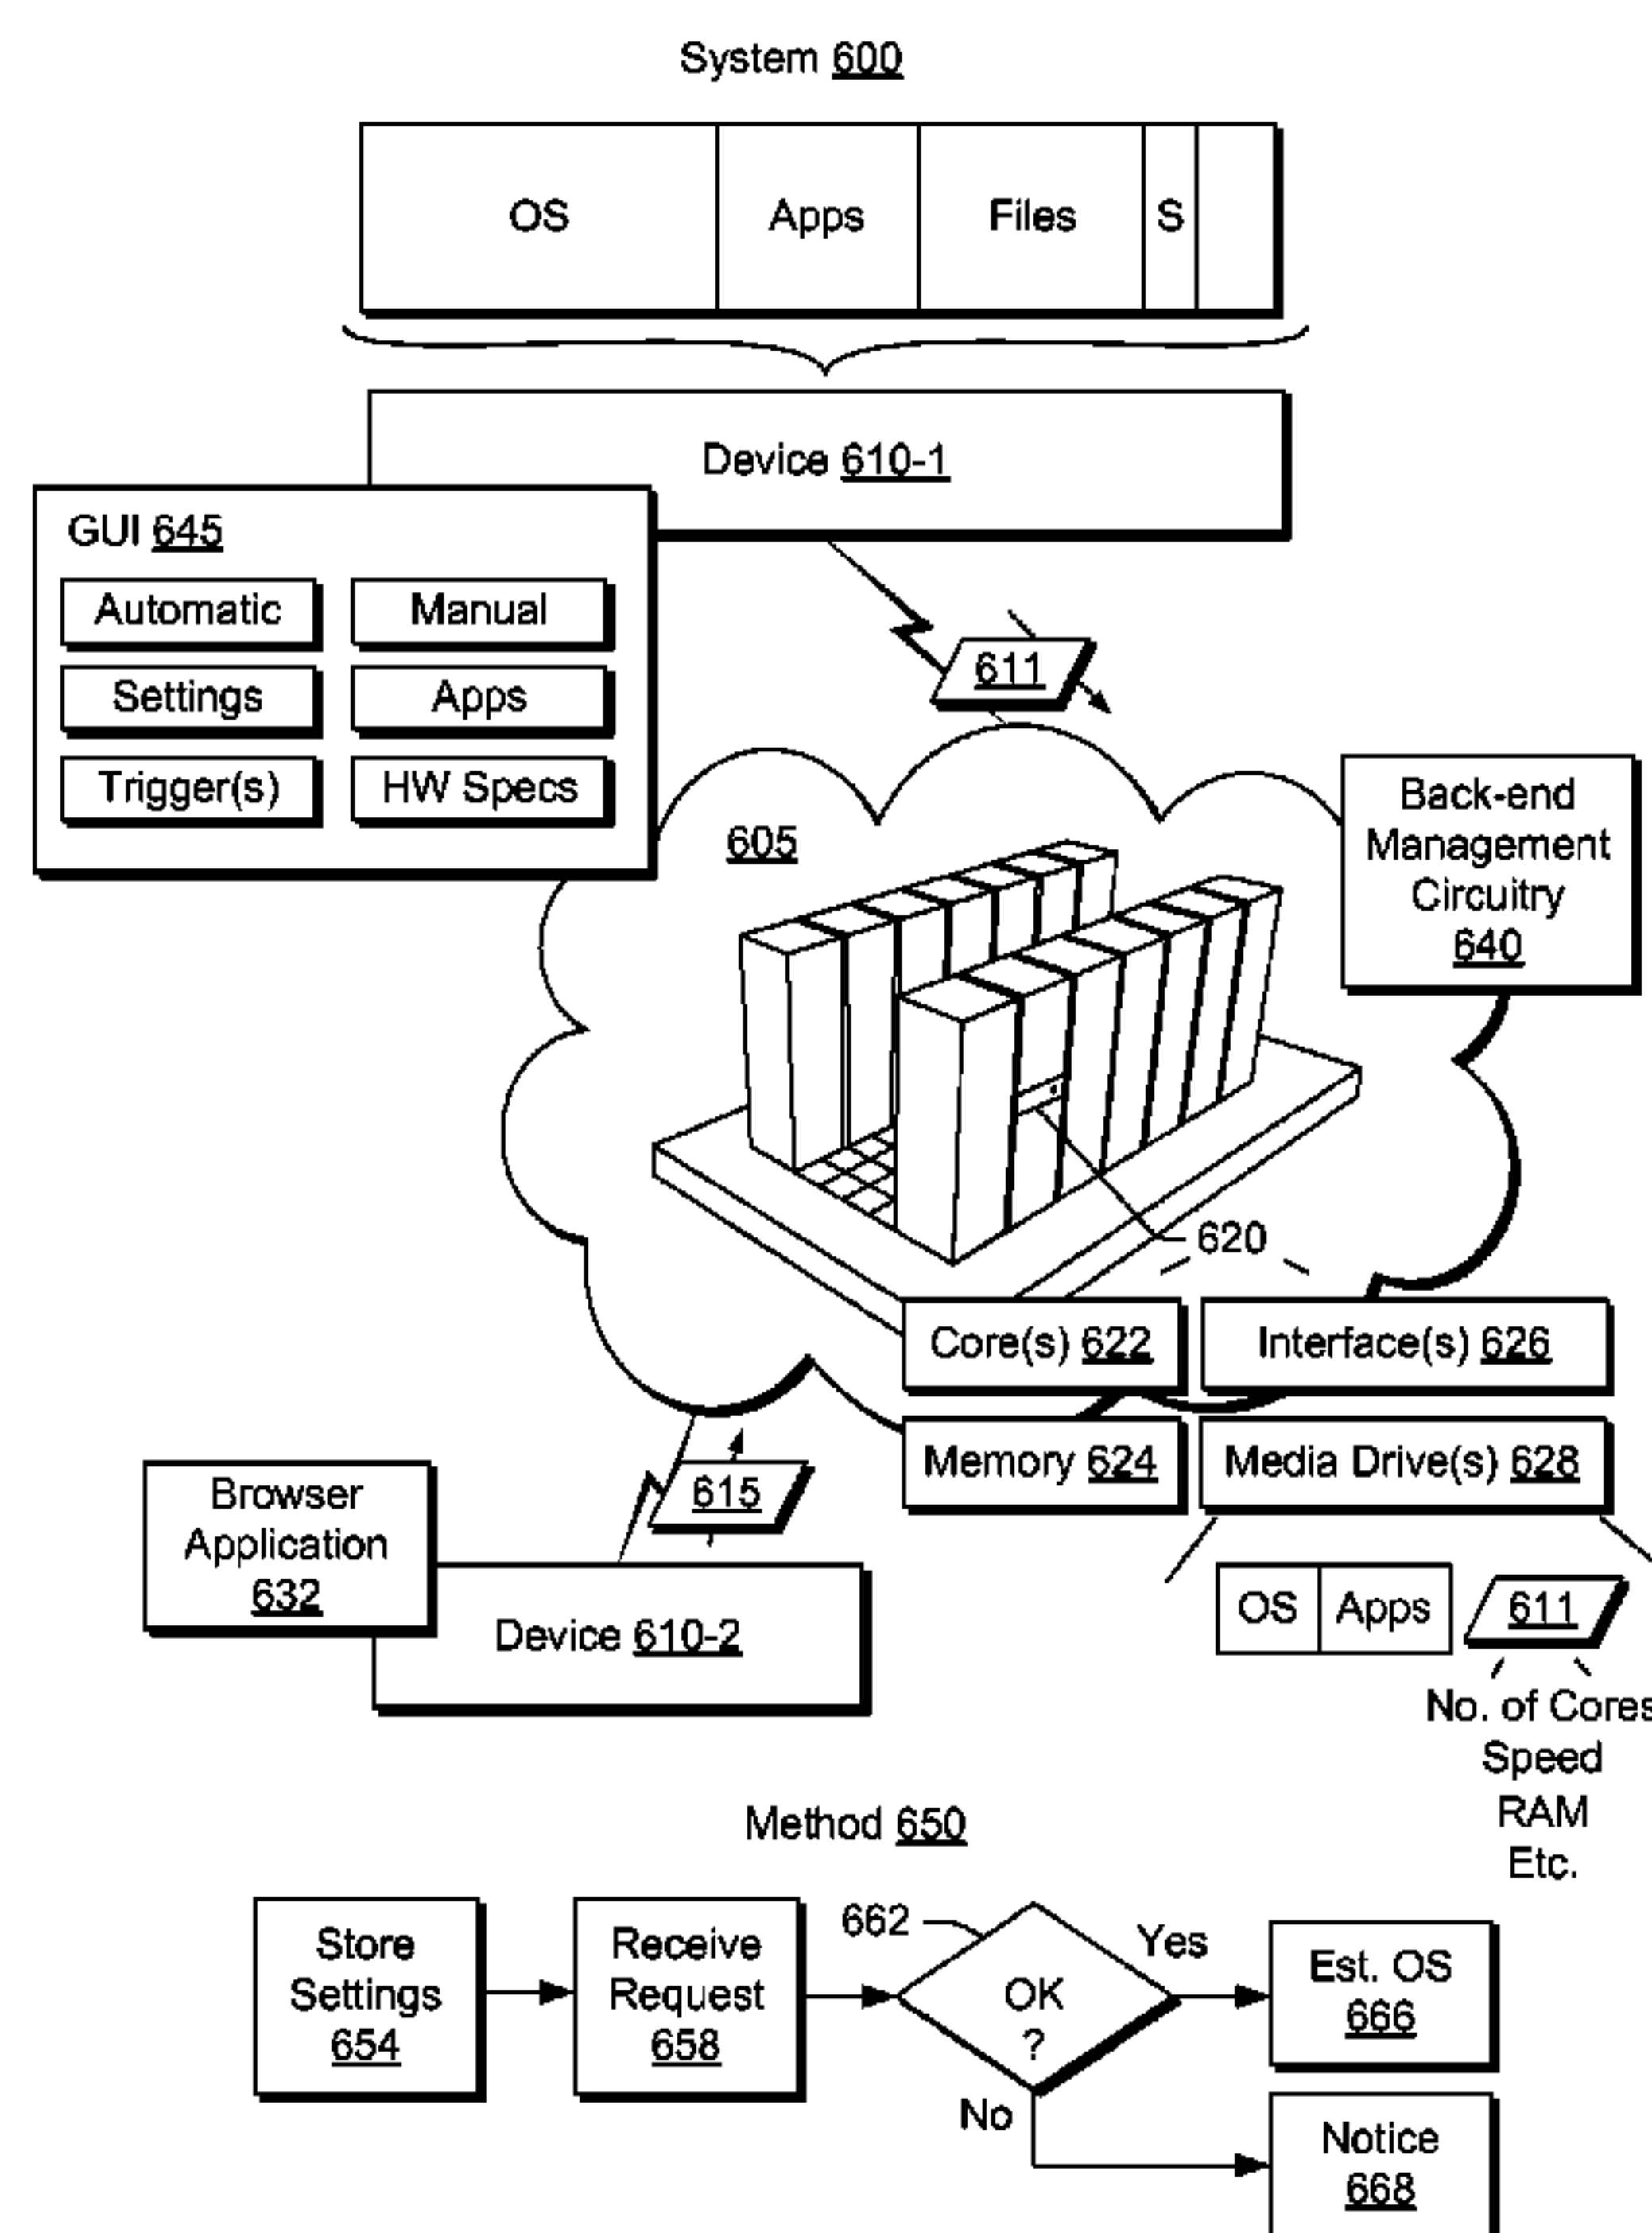 System 600
OS
Apps
Files
S
Device 610-1
GUI 645
Automatic
Manual
Settings
Apps
Trigger(s)
HW Specs
611
605
Back-end
Management
Circuitry
640
620
Core(s) 622
Interface(s) 626
Memory 624
Media Drive(s) 628
615
Browser
Application
632
Device 610-2
OS
Apps
611
No. of Cores
Speed
RAM
Etc.
Method 650
Store
Settings
654
Receive
Request
658
662
OK
?
Yes
No
Est. OS
666
Notice
668